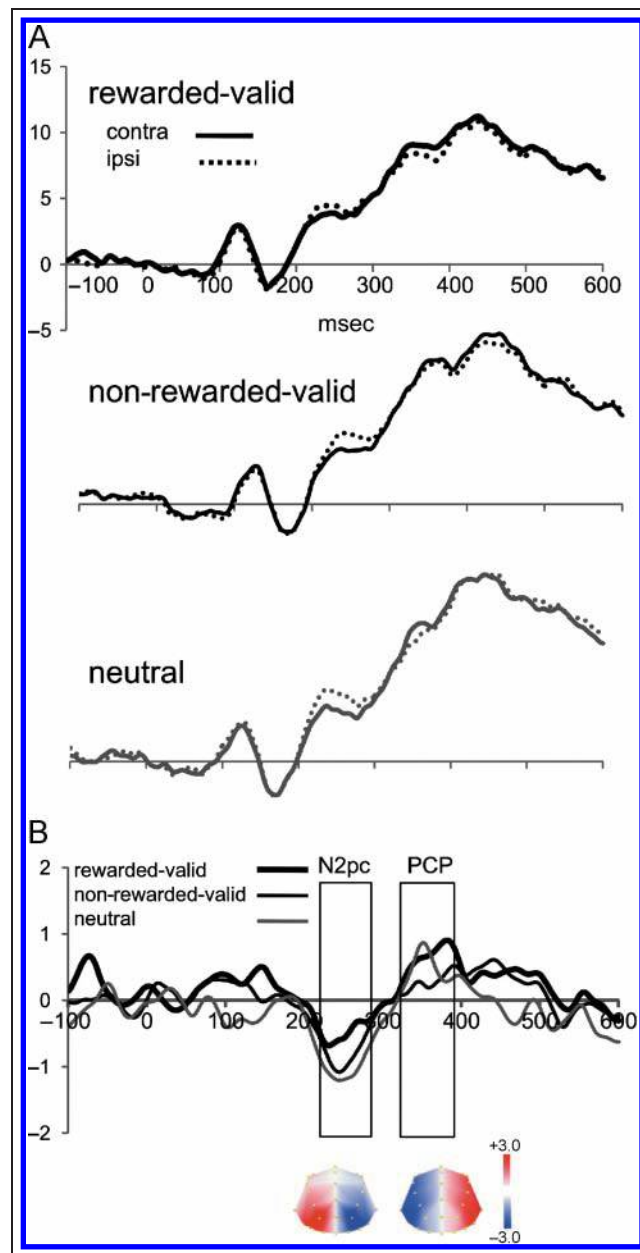 A
15
rewarded-valid
contra
ipsi
10
5
0
−100 0 100 200 300 400 500 600
msec
−5
non-rewarded-valid
neutral
B
2
rewarded-valid
non-rewarded-valid
neutral
N2pc
PCP
1
0
−100 0 100 200 300 400 500 600
−1
−2
+3.0
−3.0